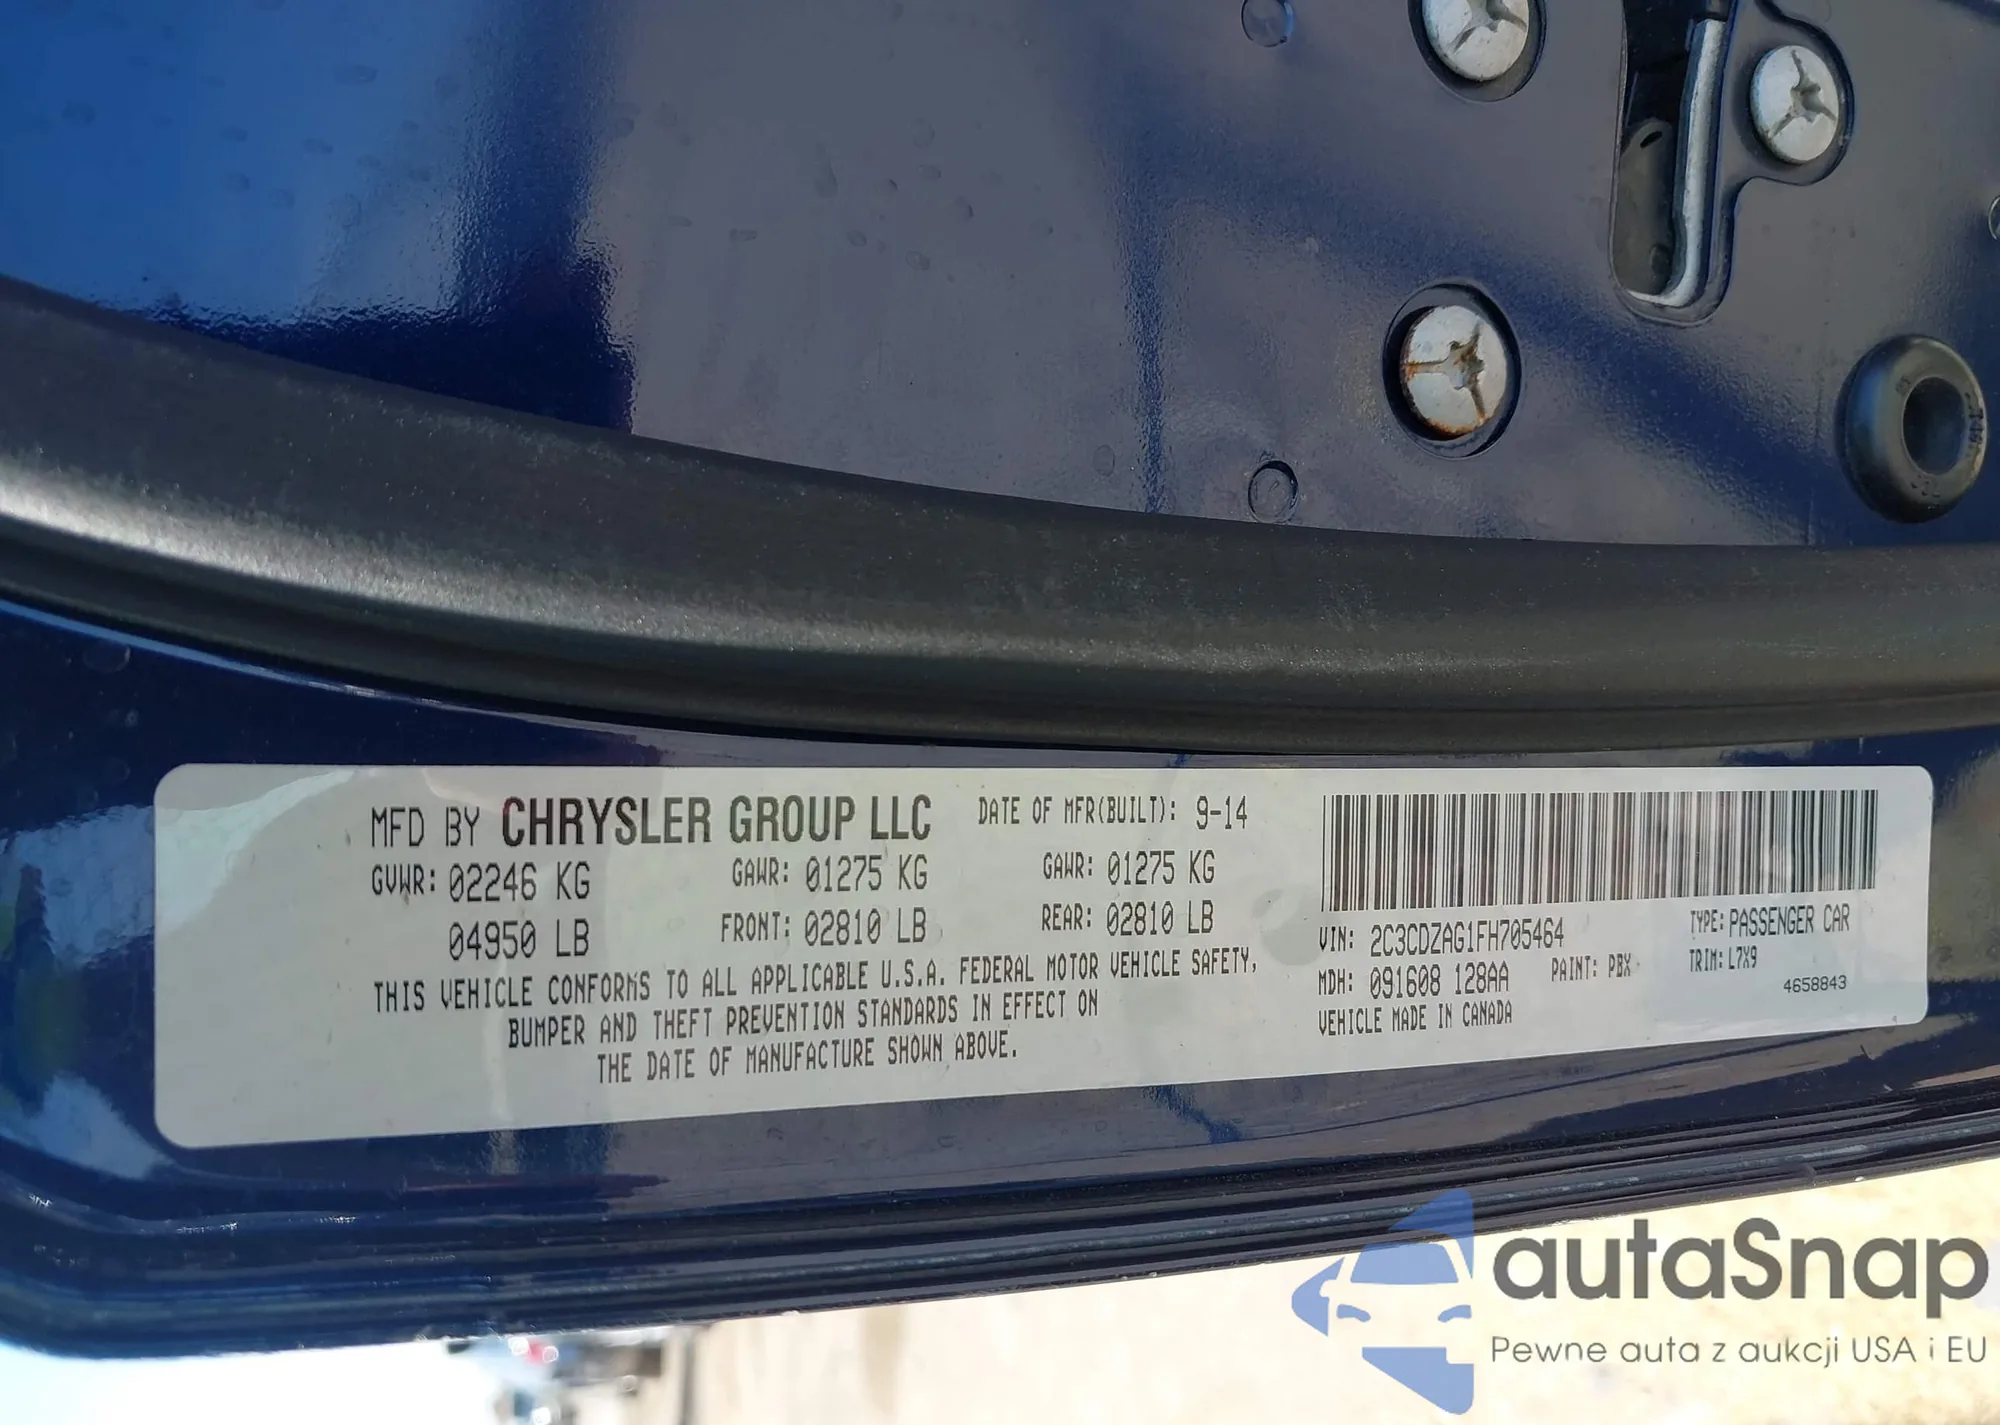 MFD BY CHRYSLER GROUP LLC DATE OF MFR(BUILT): 9-14
GVWR: 02246 KG GAWR: 01275 KG GAWR: 01275 KG
04950 LB FRONT: 02810 LB REAR: 02810 LB
THIS VEHICLE CONFORMS TO ALL APPLICABLE U.S.A. FEDERAL MOTOR VEHICLE SAFETY,
BUMPER AND THEFT PREVENTION STANDARDS IN EFFECT ON
THE DATE OF MANUFACTURE SHOWN ABOVE.
VIN: 2C3CDZAG1FH705464 TYPE: PASSENGER CAR
MDH: 091608 128AA PAINT: PBX TRIM: L7X9
VEHICLE MADE IN CANADA 4658843
autaSnap
Pewne auta z aukcji USA i EU